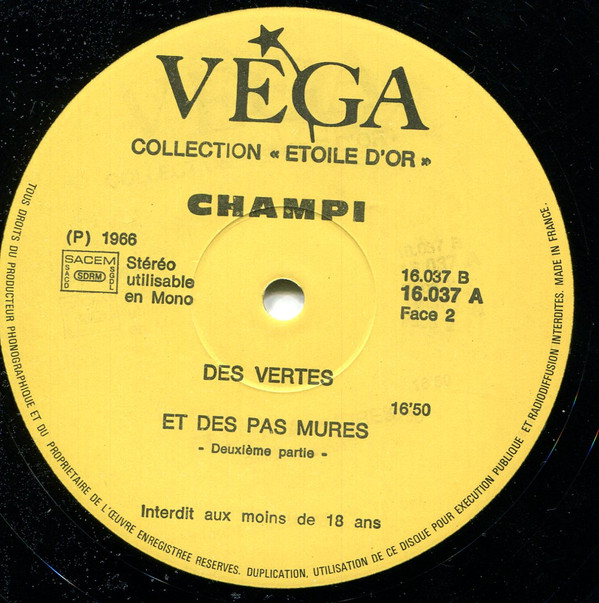 VEGA
COLLECTION « ETOILE D'OR »
CHAMPI
(P) 1966
SACEM
SACD SDRM SGDL
Stéréo
utilisable
en Mono
16.037 B
16.037 A
Face 2
DES VERTES
16'50
ET DES PAS MURES
- Deuxième partie -
Interdit aux moins de 18 ans
TOUS DROITS DU PRODUCTEUR PHONOGRAPHIQUE ET DU PROPRIETAIRE DE L'ŒUVRE ENREGISTREE RESERVES. DUPLICATION, UTILISATION DE CE DISQUE POUR EXECUTION PUBLIQUE ET RADIODIFFUSION INTERDITES. MADE IN FRANCE.